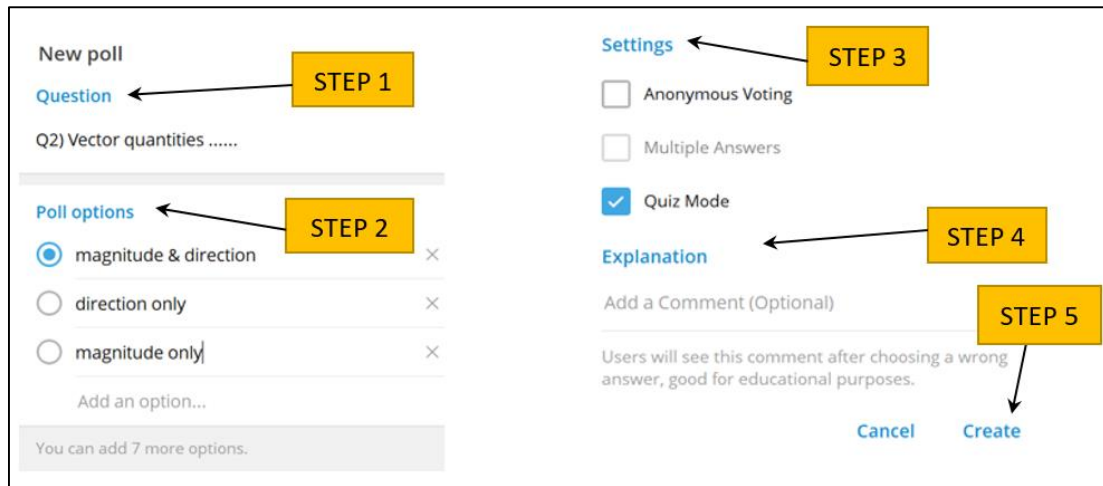 New poll
STEP 1
Question
Q2) Vector quantities ......
Poll options
STEP 2
magnitude & direction
direction only
magnitude only
Add an option...
You can add 7 more options.
Settings
STEP 3
Anonymous Voting
Multiple Answers
Quiz Mode
STEP 4
Explanation
Add a Comment (Optional)
STEP 5
Users will see this comment after choosing a wrong
answer, good for educational purposes.
Cancel Create